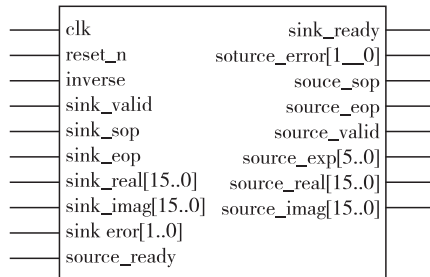 clk
reset_n
inverse
sink_valid
sink_sop
sink_eop
sink_real[15..0]
sink_imag[15..0]
sink eror[1..0]
source_ready
sink_ready
soturce_error[1__0]
souce_sop
source_eop
source_valid
source_exp[5..0]
source_real[15..0]
source_imag[15..0]